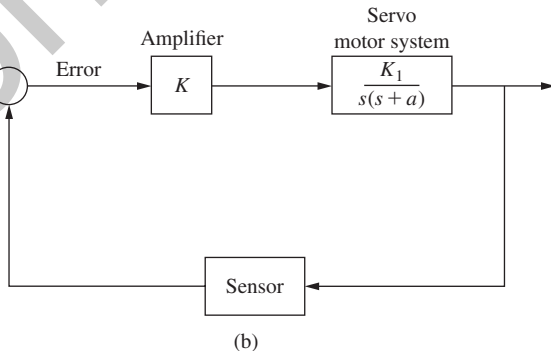 Servo
motor system
Amplifier
Error
K
K₁
s(s + a)
Sensor
(b)